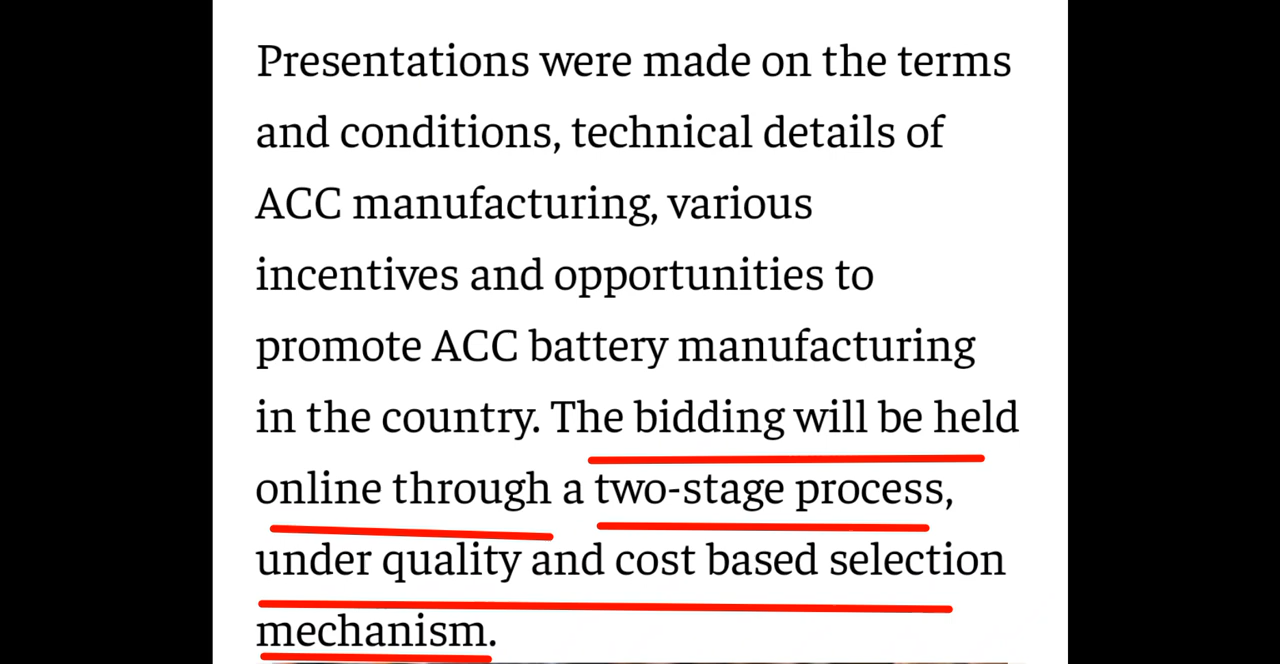 Presentations were made on the terms
and conditions, technical details of
ACC manufacturing, various
incentives and opportunities to
promote ACC battery manufacturing
in the country. The bidding will be held
online through a two-stage process,
under quality and cost based selection
mechanism.